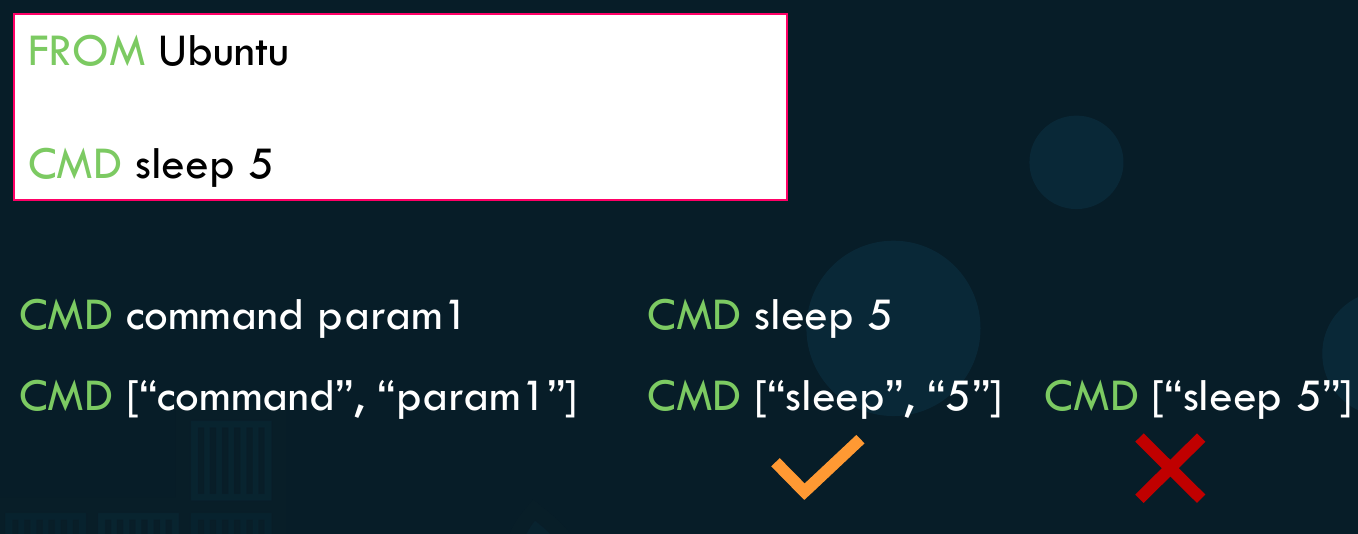 FROM Ubuntu
CMD sleep 5
CMD command param1
CMD sleep 5
CMD [“command”, “param1”]
CMD [“sleep”, “5”]
CMD [“sleep 5”]